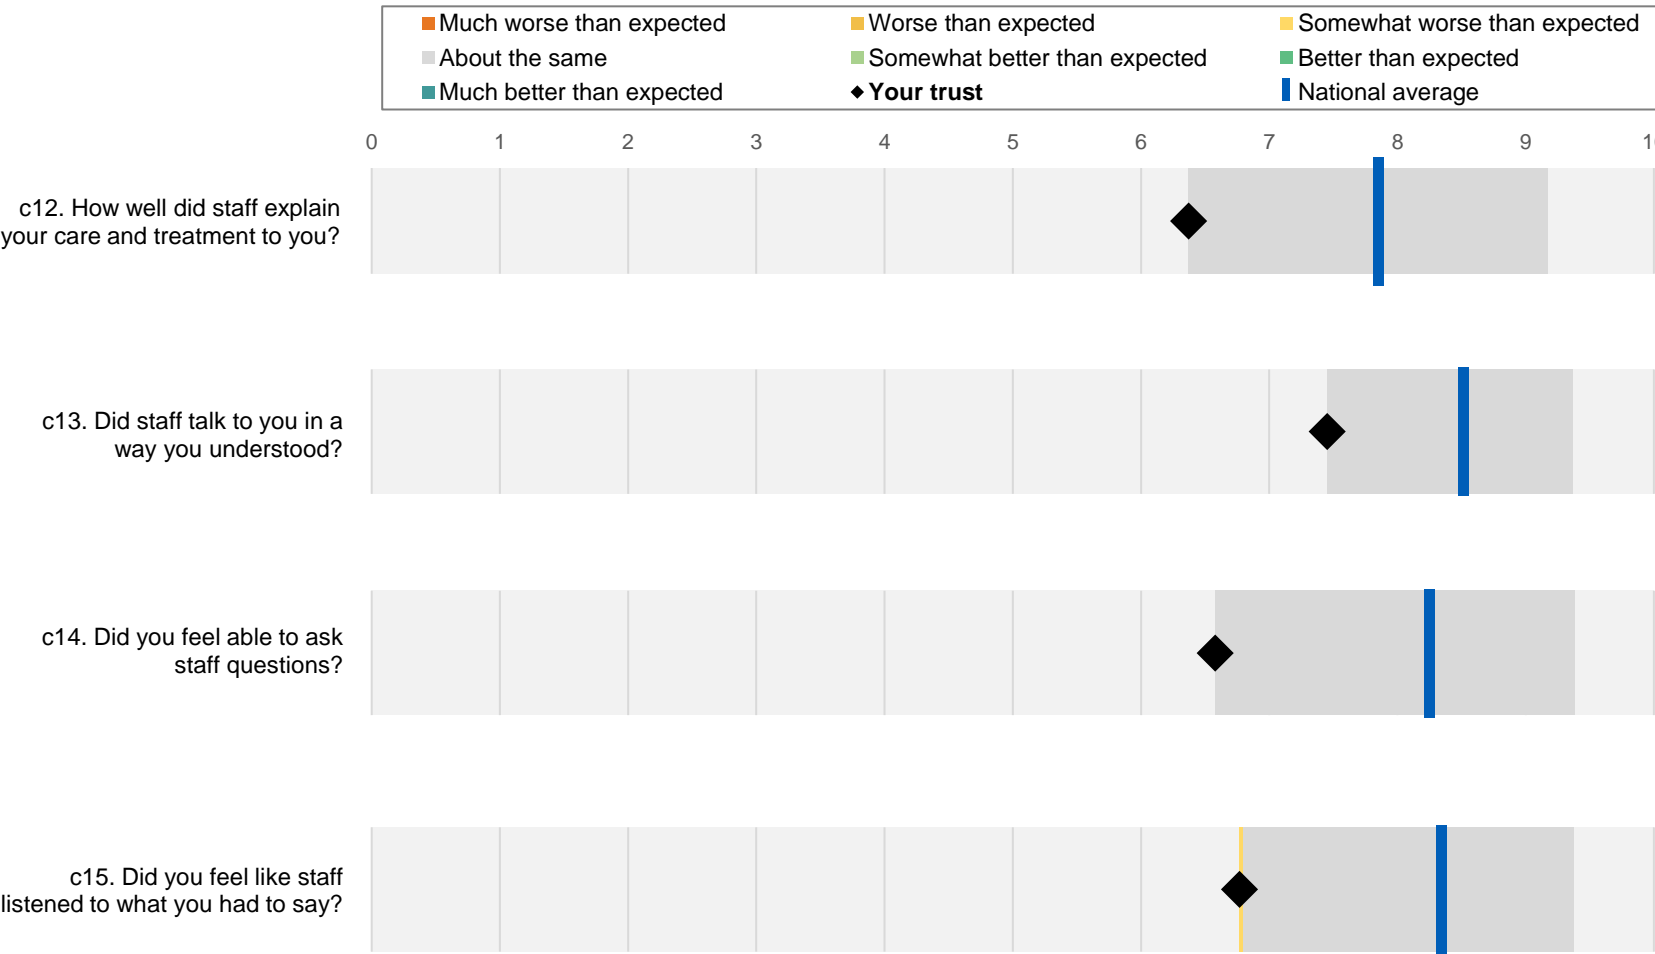 Much worse than expected
Worse than expected
Somewhat worse than expected
About the same
Somewhat better than expected
Better than expected
Much better than expected
Your trust
National average
0 1 2 3 4 5 6 7 8 9 1
c12. How well did staff explain
your care and treatment to you?
c13. Did staff talk to you in a
way you understood?
c14. Did you feel able to ask
staff questions?
c15. Did you feel like staff
listened to what you had to say?